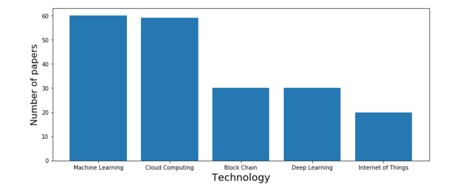 60
50
40
30
20
10
0
Number of papers
Machine Learning
Cloud Computing
Block Chain
Deep Learning
Internet of Things
Technology